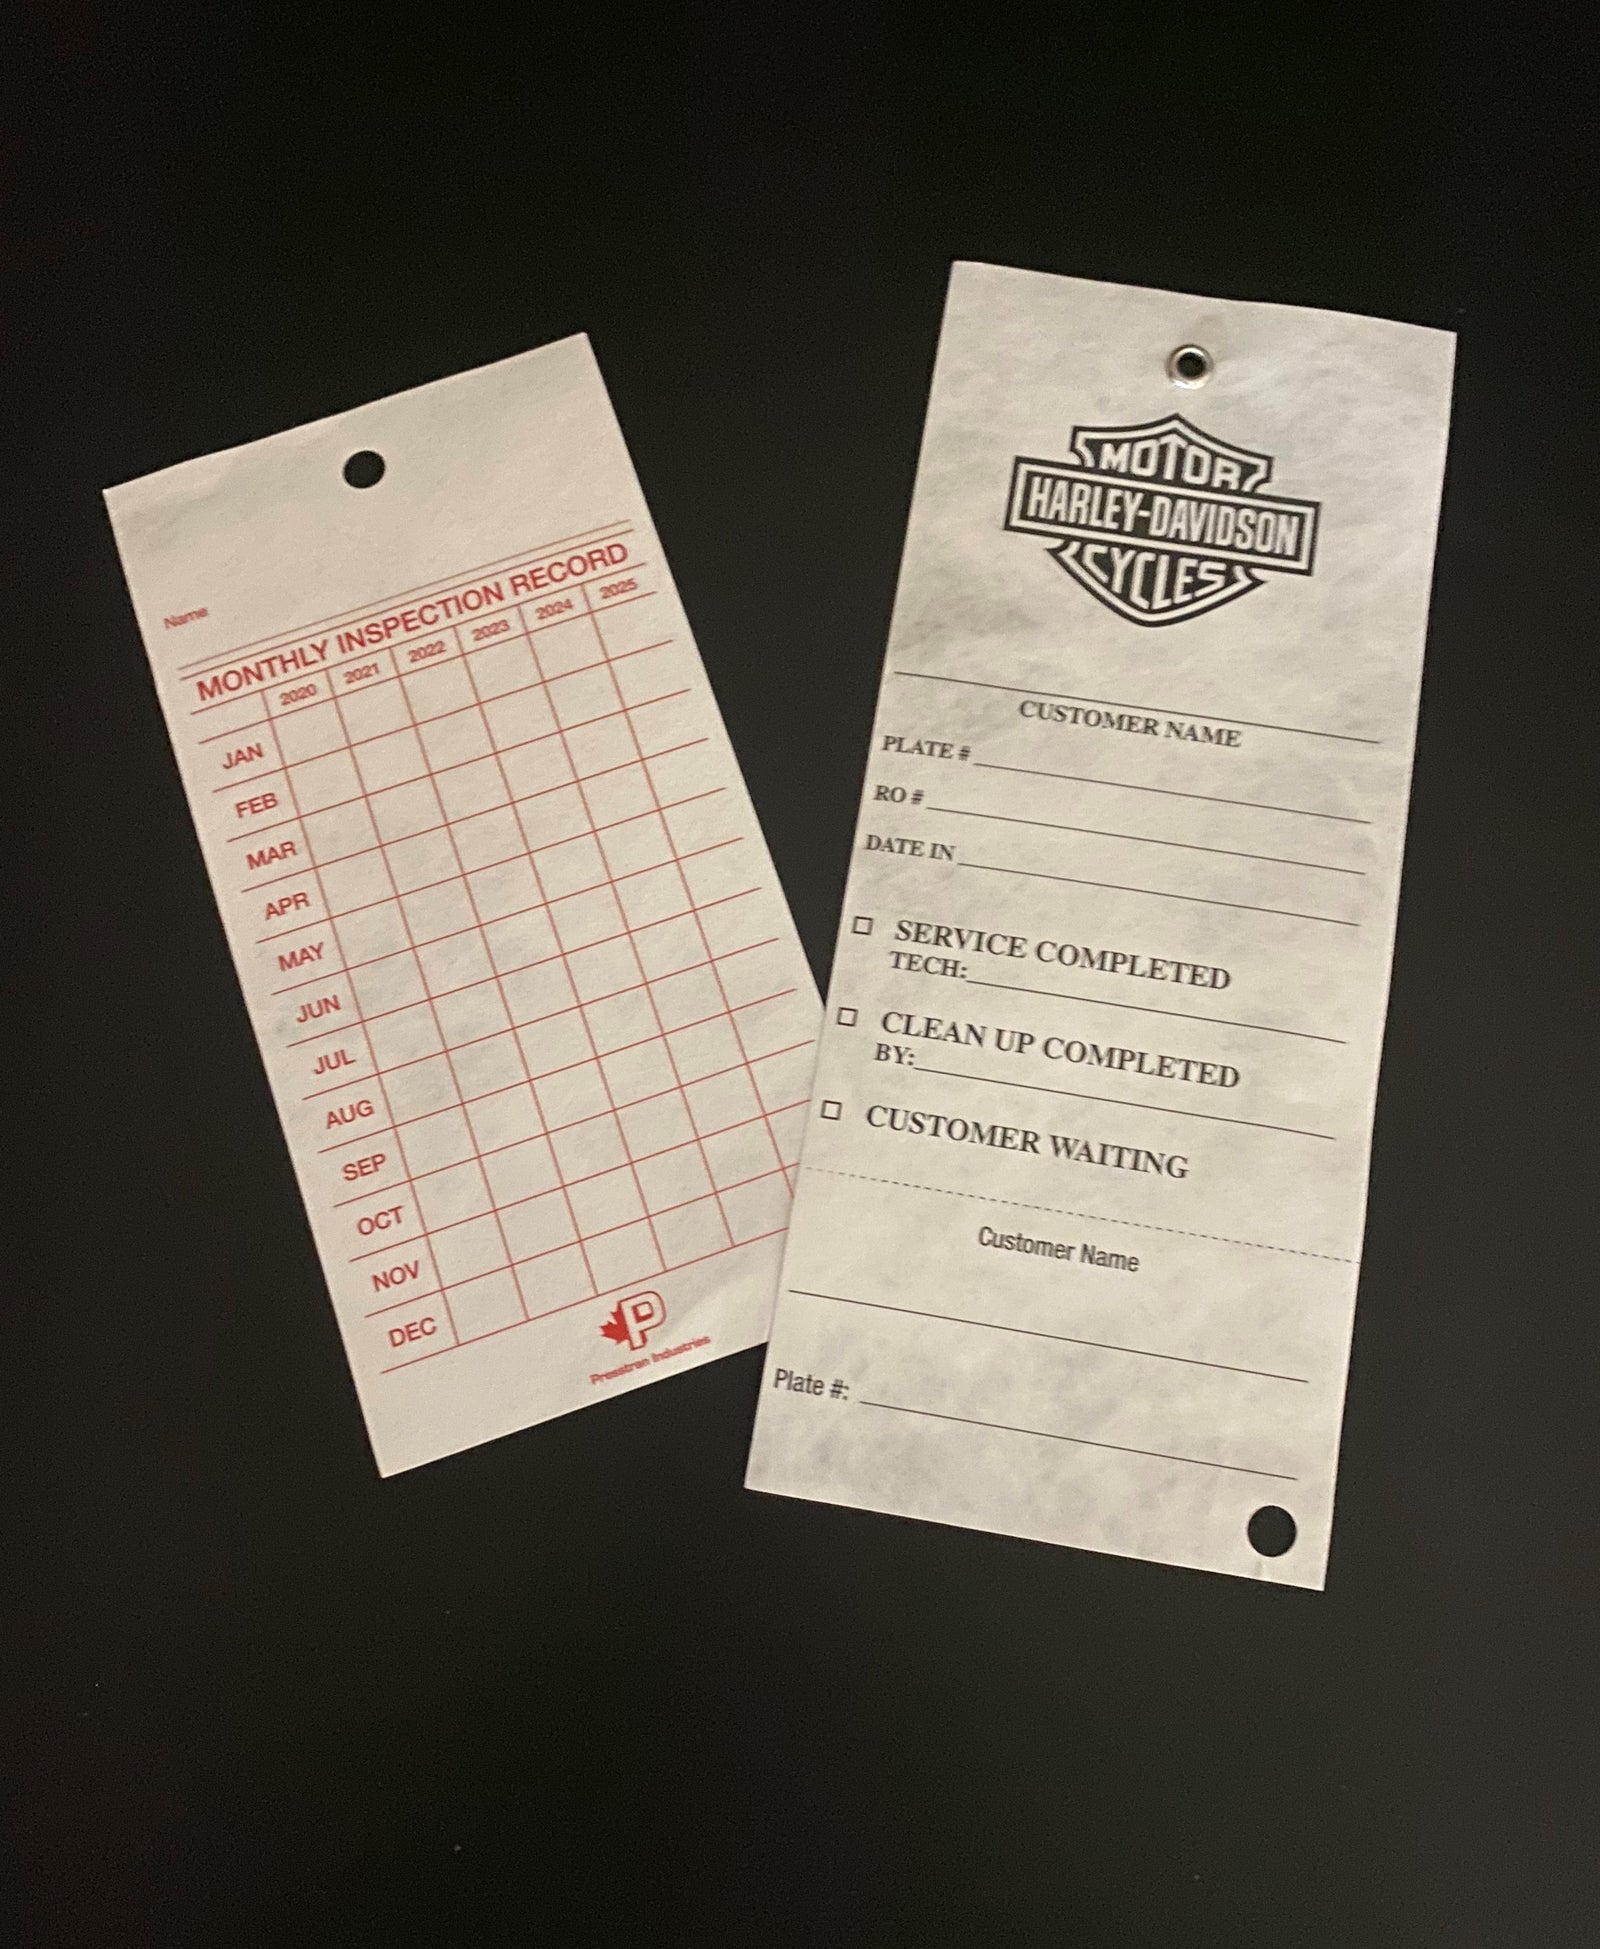 Name
MONTHLY INSPECTION RECORD
2020 2021 2022 2023 2024 2025
JAN
FEB
MAR
APR
MAY
JUN
JUL
AUG
SEP
OCT
NOV
DEC
P
Presstran Industries
MOTOR
HARLEY-DAVIDSON
CYCLES
CUSTOMER NAME
PLATE #
RO #
DATE IN
SERVICE COMPLETED
TECH:
CLEAN UP COMPLETED
BY:
CUSTOMER WAITING
Customer Name
Plate #: